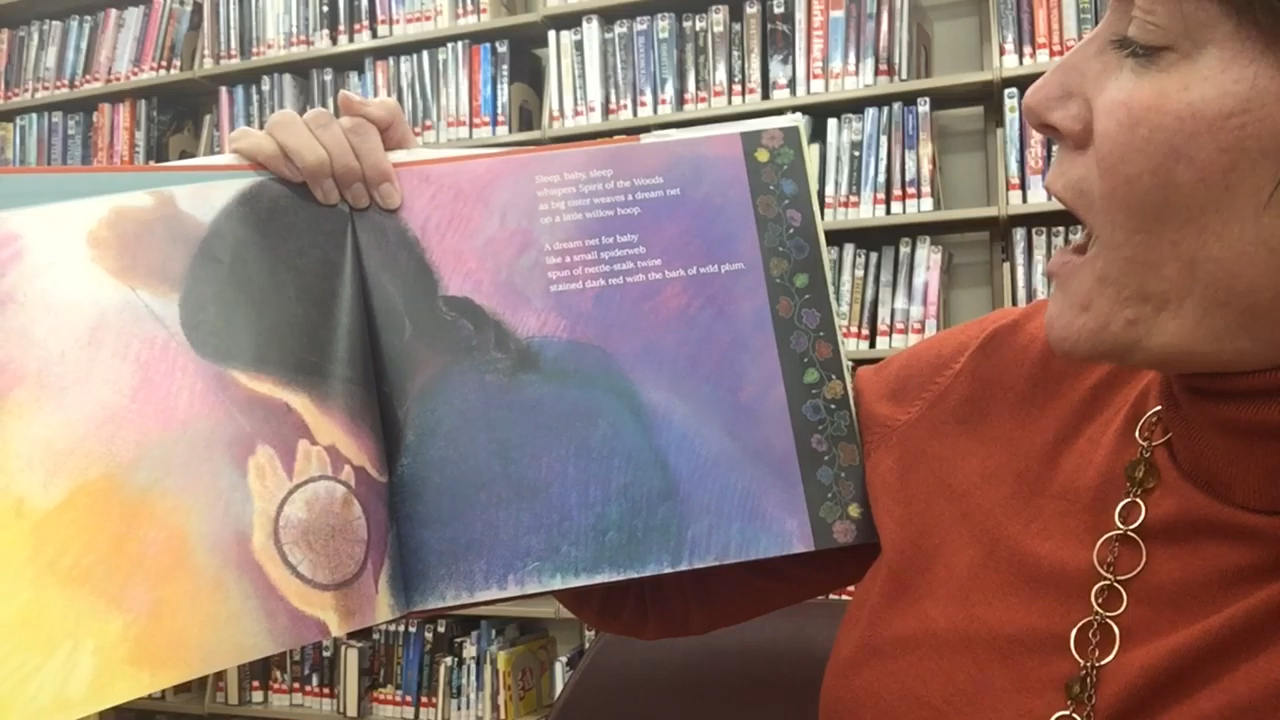 Sleep, baby, sleep
whispers Spirit of the Woods
as big sister weaves a dream net
on a little willow hoop.
A dream net for baby
like a small spiderweb
spun of nettle-stalk twine
stained dark red with the bark of wild plum.